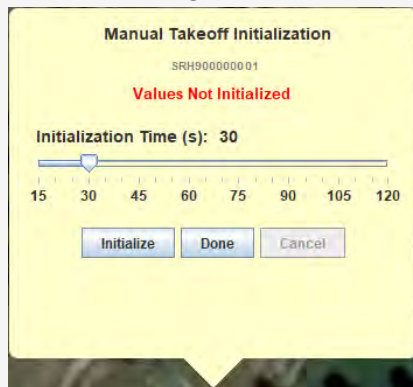 Manual Takeoff Initialization
SRH900000001
Values Not Initialized
Initialization Time (s): 30
15 30 45 60 75 90 105 120
Initialize Done Cancel